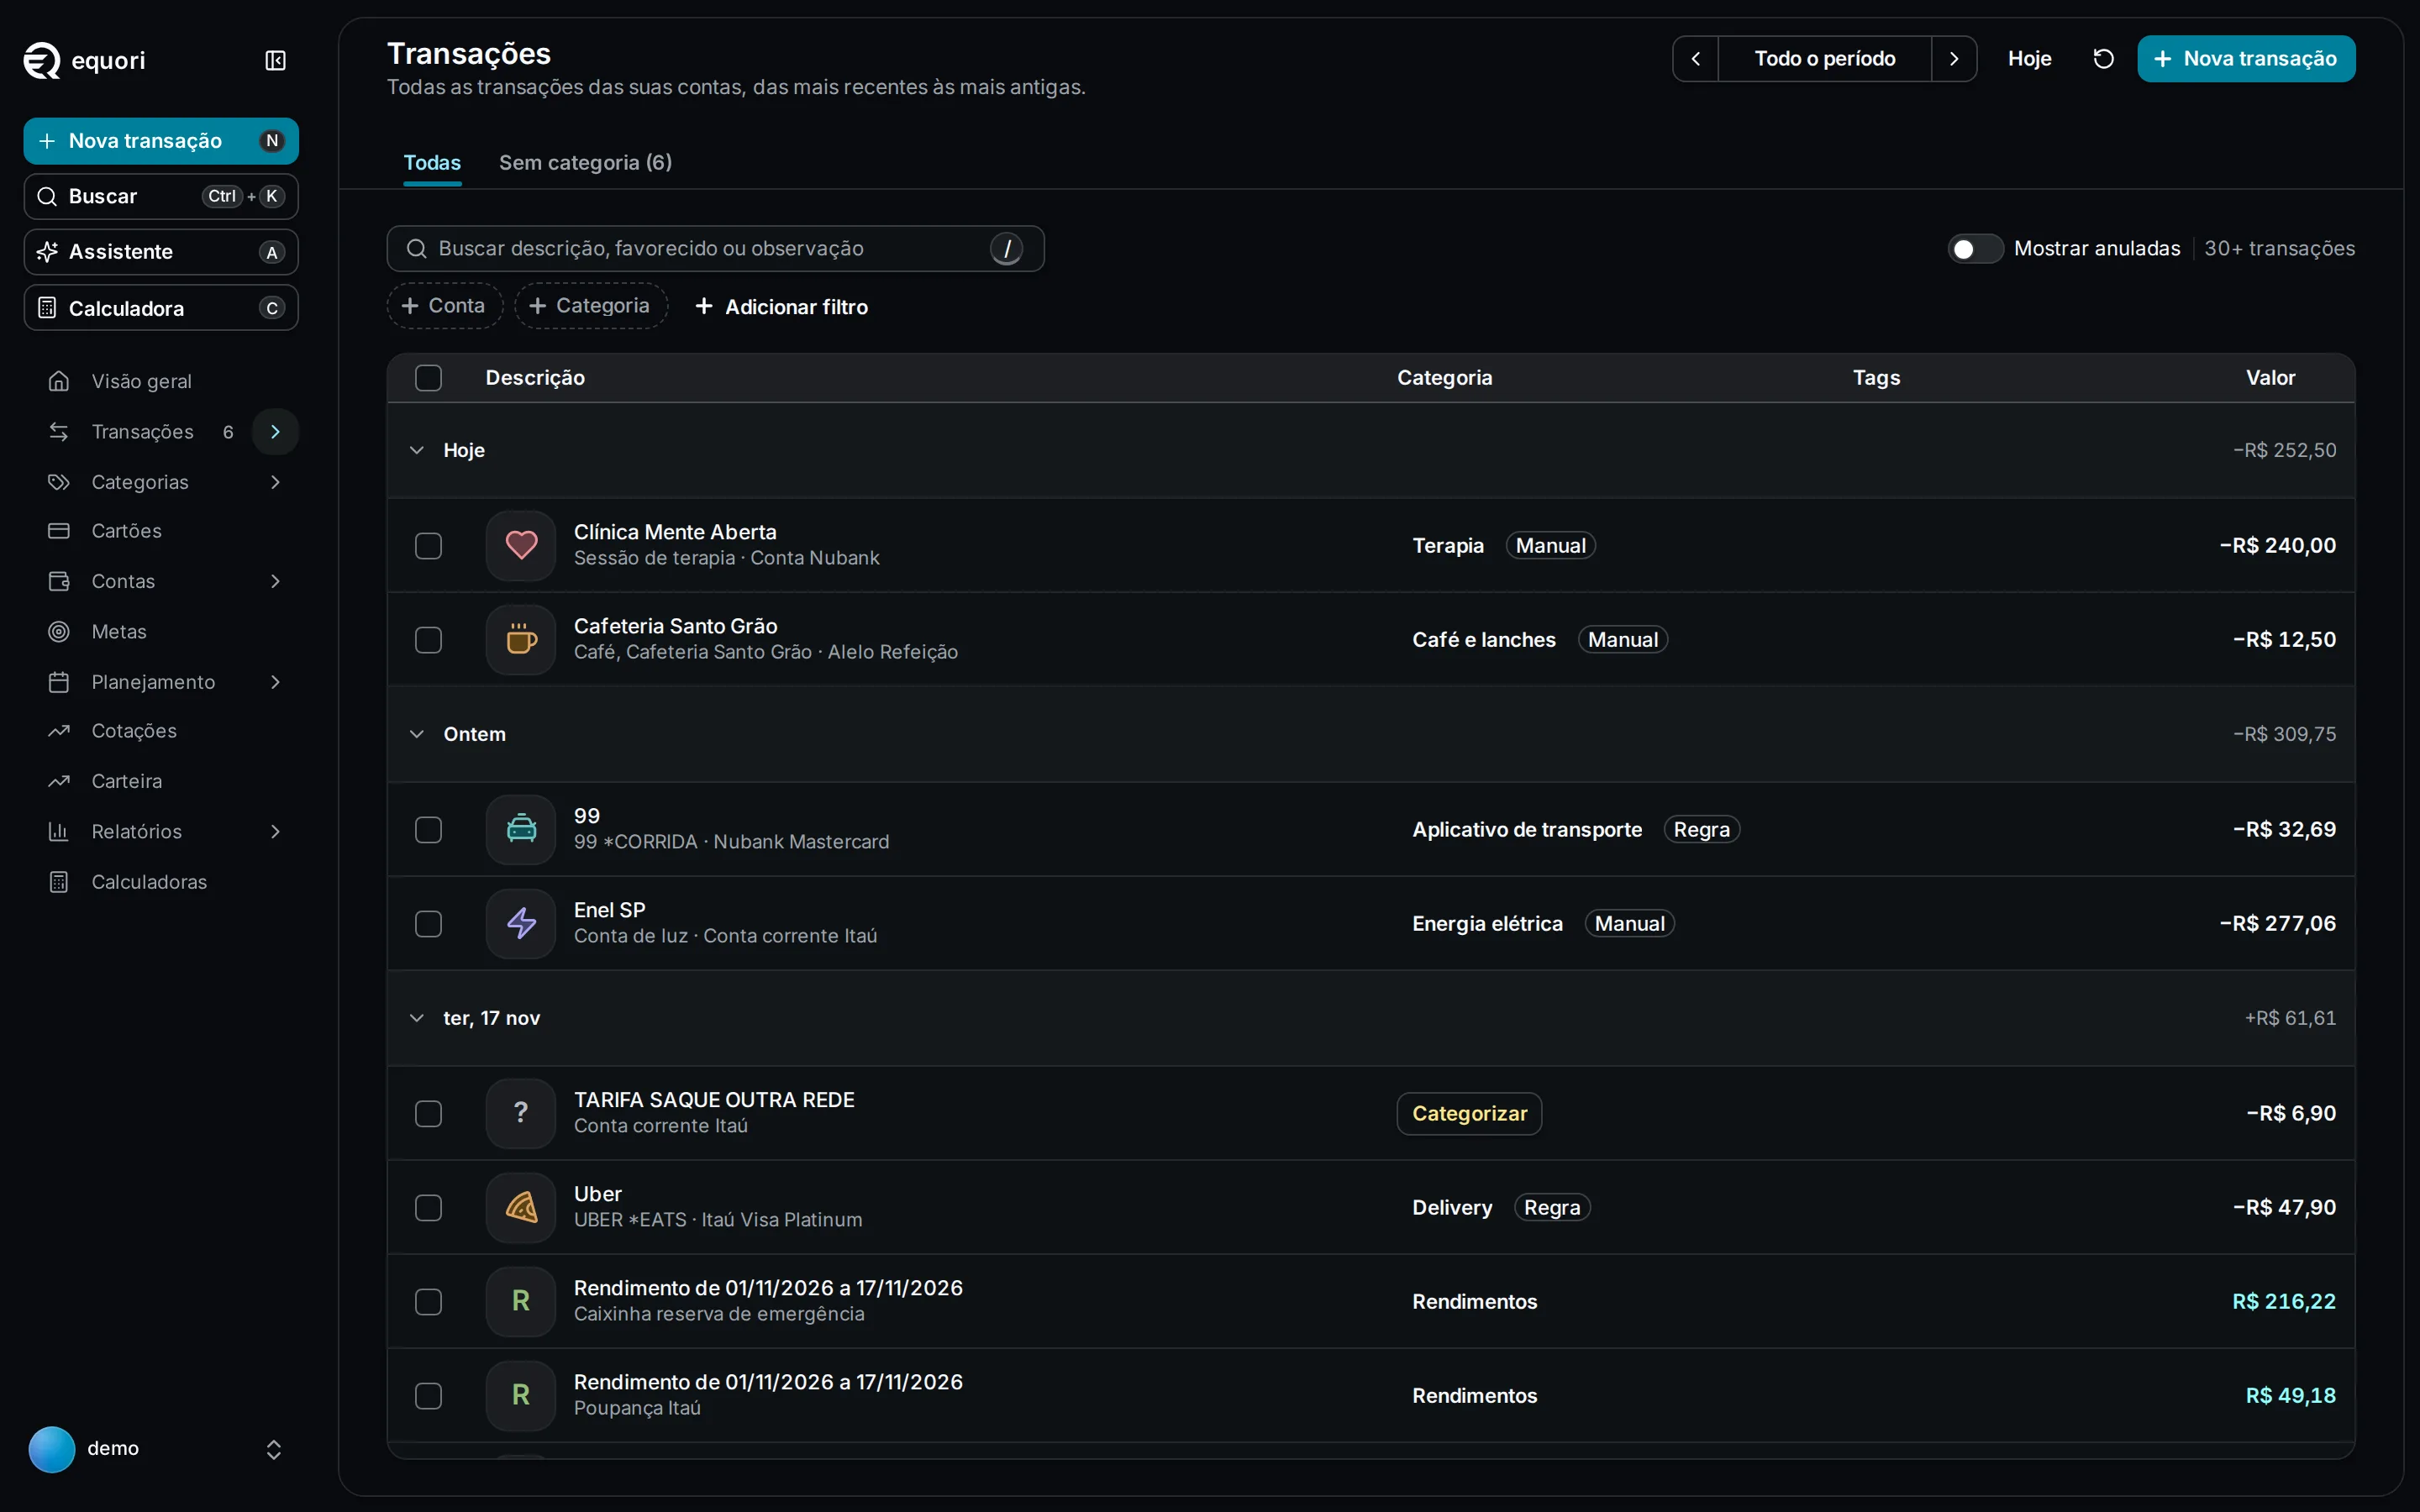 equori
Nova transação N
Buscar Ctrl + K
Assistente A
Calculadora C
Visão geral
Transações 6
Categorias
Cartões
Contas
Metas
Planejamento
Cotações
Carteira
Relatórios
Calculadoras
demo
Transações
Todas as transações das suas contas, das mais recentes às mais antigas.
Todo o período
Hoje
Nova transação
Todas
Sem categoria (6)
Buscar descrição, favorecido ou observação /
Mostrar anuladas
30+ transações
Conta
Categoria
Adicionar filtro
Descrição Categoria Tags Valor
Hoje −R$ 252,50
Clínica Mente Aberta
Sessão de terapia · Conta Nubank
Terapia Manual −R$ 240,00
Cafeteria Santo Grão
Café, Cafeteria Santo Grão · Alelo Refeição
Café e lanches Manual −R$ 12,50
Ontem −R$ 309,75
99
99 *CORRIDA · Nubank Mastercard
Aplicativo de transporte Regra −R$ 32,69
Enel SP
Conta de luz · Conta corrente Itaú
Energia elétrica Manual −R$ 277,06
ter, 17 nov +R$ 61,61
?
TARIFA SAQUE OUTRA REDE
Conta corrente Itaú
Categorizar −R$ 6,90
Uber
UBER *EATS · Itaú Visa Platinum
Delivery Regra −R$ 47,90
R
Rendimento de 01/11/2026 a 17/11/2026
Caixinha reserva de emergência
Rendimentos R$ 216,22
R
Rendimento de 01/11/2026 a 17/11/2026
Poupança Itaú
Rendimentos R$ 49,18